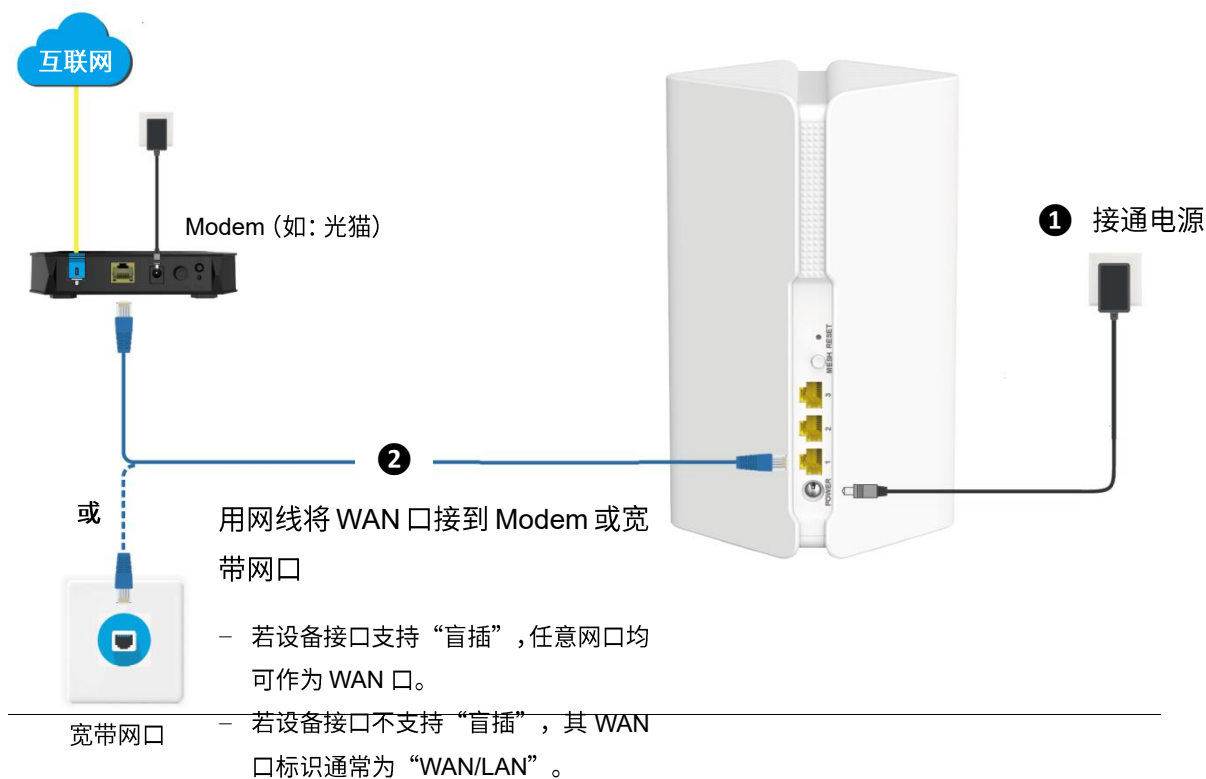 互联网
Modem（如：光猫）
❶ 接通电源
RESET
MESH
3
2
1
POWER
❷
或
用网线将 WAN 口接到 Modem 或宽
带网口
– 若设备接口支持“盲插”，任意网口均
可作为 WAN 口。
– 若设备接口不支持“盲插”，其 WAN
口标识通常为“WAN/LAN”。
宽带网口